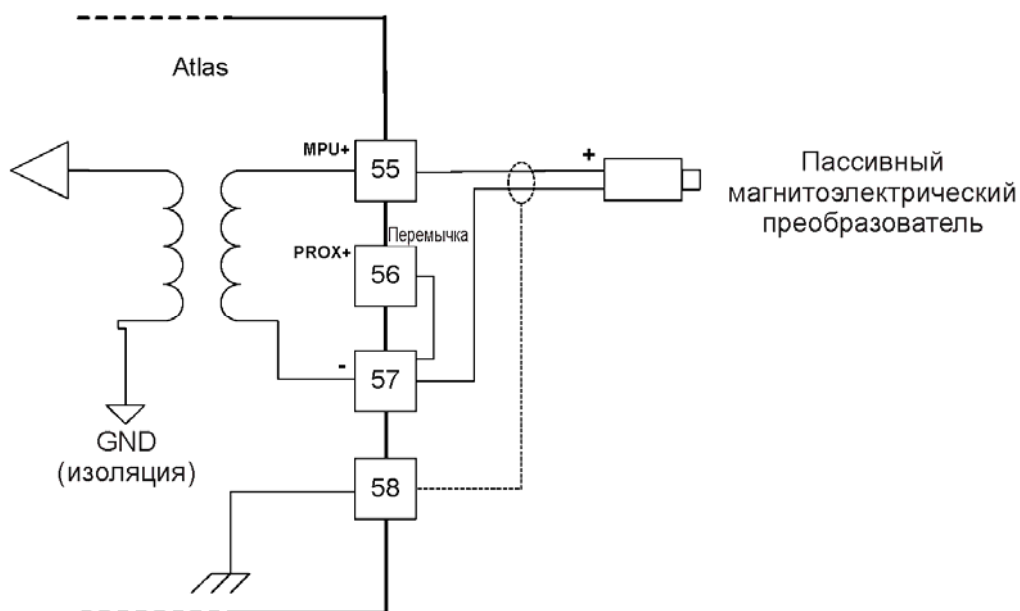 Atlas
MPU+
55
+
Пассивный
магнитоэлектрический
преобразователь
Перемычка
PROX+
56
-
57
GND
(изоляция)
58